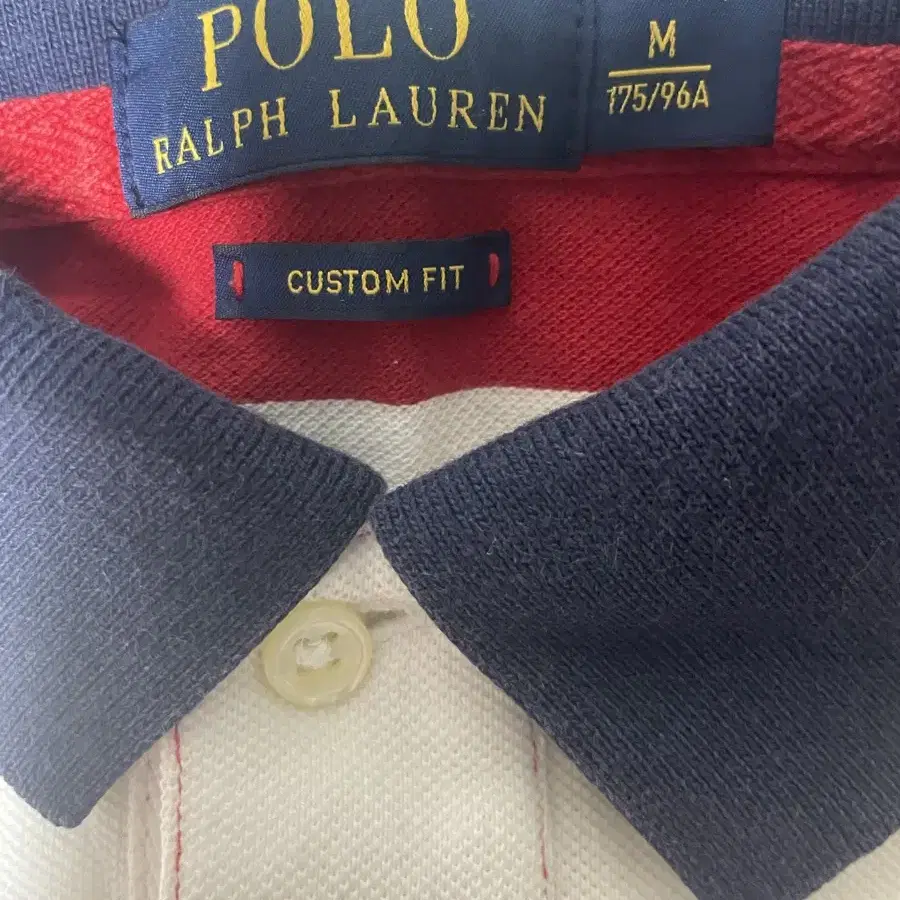 POLO
RALPH LAUREN
M
175/96A
CUSTOM FIT